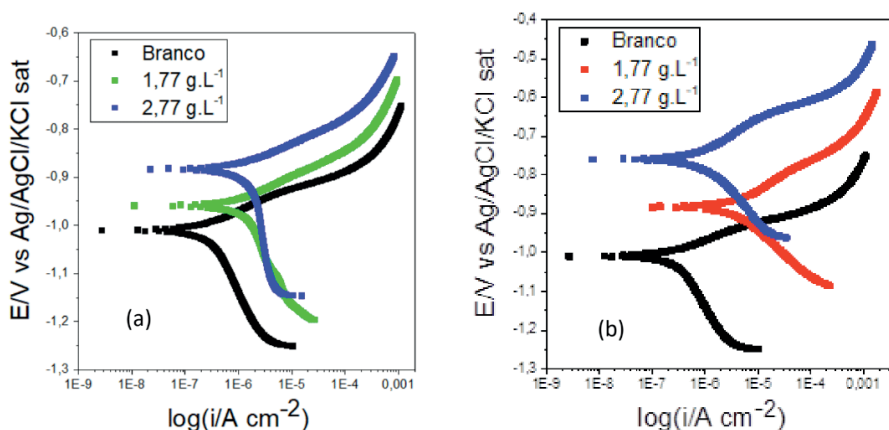 E/V vs Ag/AgCl/KCl sat
-0,6
-0,7
-0,8
-0,9
-1,0
-1,1
-1,2
-1,3
Branco
1,77 g.L⁻¹
2,77 g.L⁻¹
(a)
1E-9 1E-8 1E-7 1E-6 1E-5 1E-4 0,001
log(i/A cm⁻²)
E/V vs Ag/AgCl/KCl sat
-0,4
-0,5
-0,6
-0,7
-0,8
-0,9
-1,0
-1,1
-1,2
-1,3
Branco
1,77 g.L⁻¹
2,77 g.L⁻¹
(b)
1E-9 1E-8 1E-7 1E-6 1E-5 1E-4 0,001
log(i/A cm⁻²)